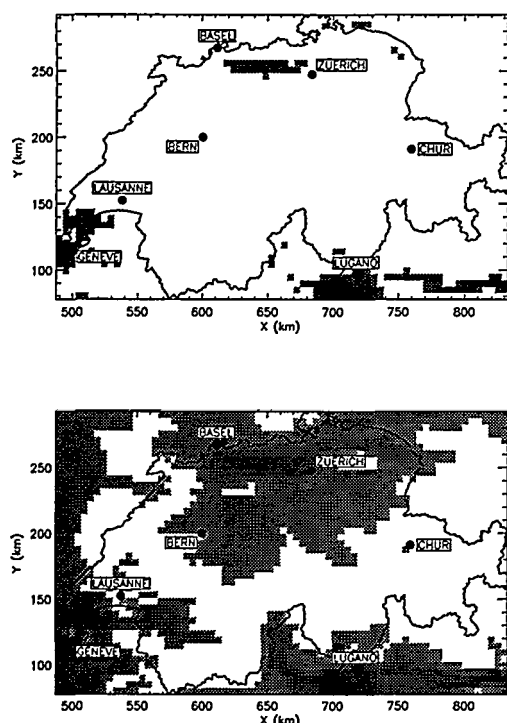 BASEL
ZUERICH
BERN
CHUR
LAUSANNE
GENEVE
LUGANO
Y (km)
250
200
150
100
500 550 600 650 700 750 800
X (km)
BASEL
ZUERICH
BERN
CHUR
LAUSANNE
GENEVE
LUGANO
Y (km)
250
200
150
100
500 550 600 650 700 750 800
X (km)